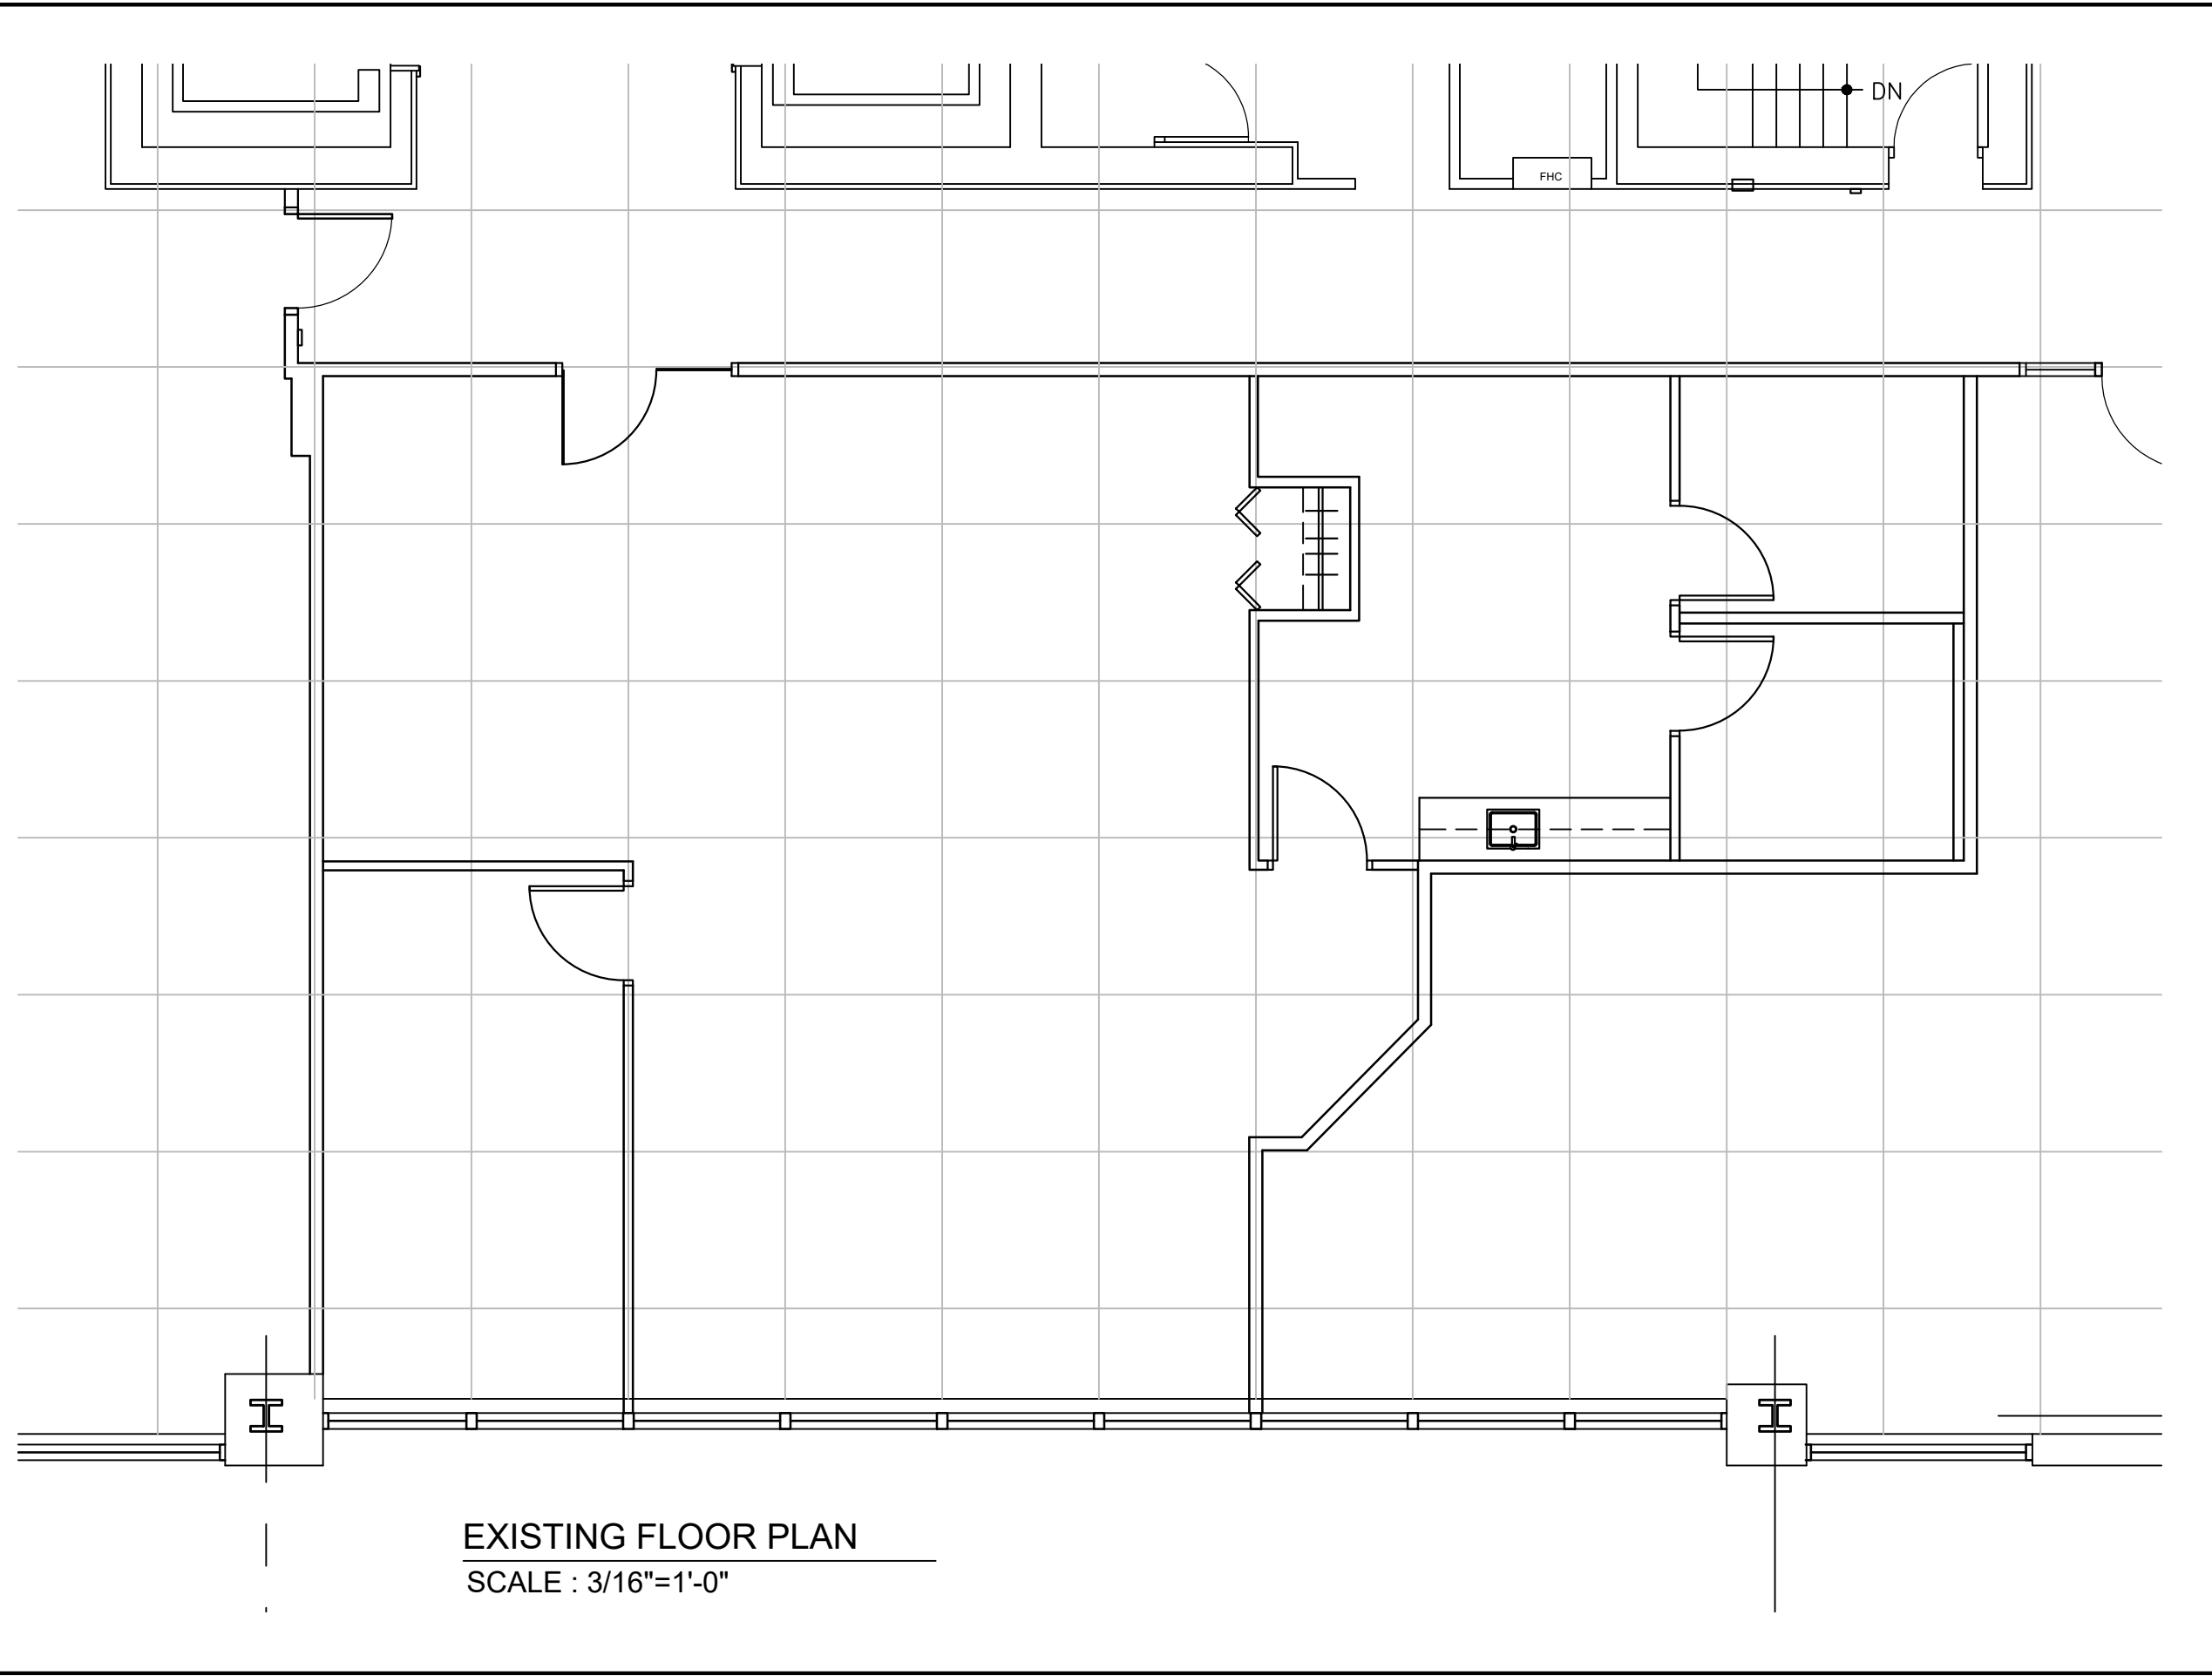 DN
FHC
EXISTING FLOOR PLAN
SCALE : 3/16"=1'-0"